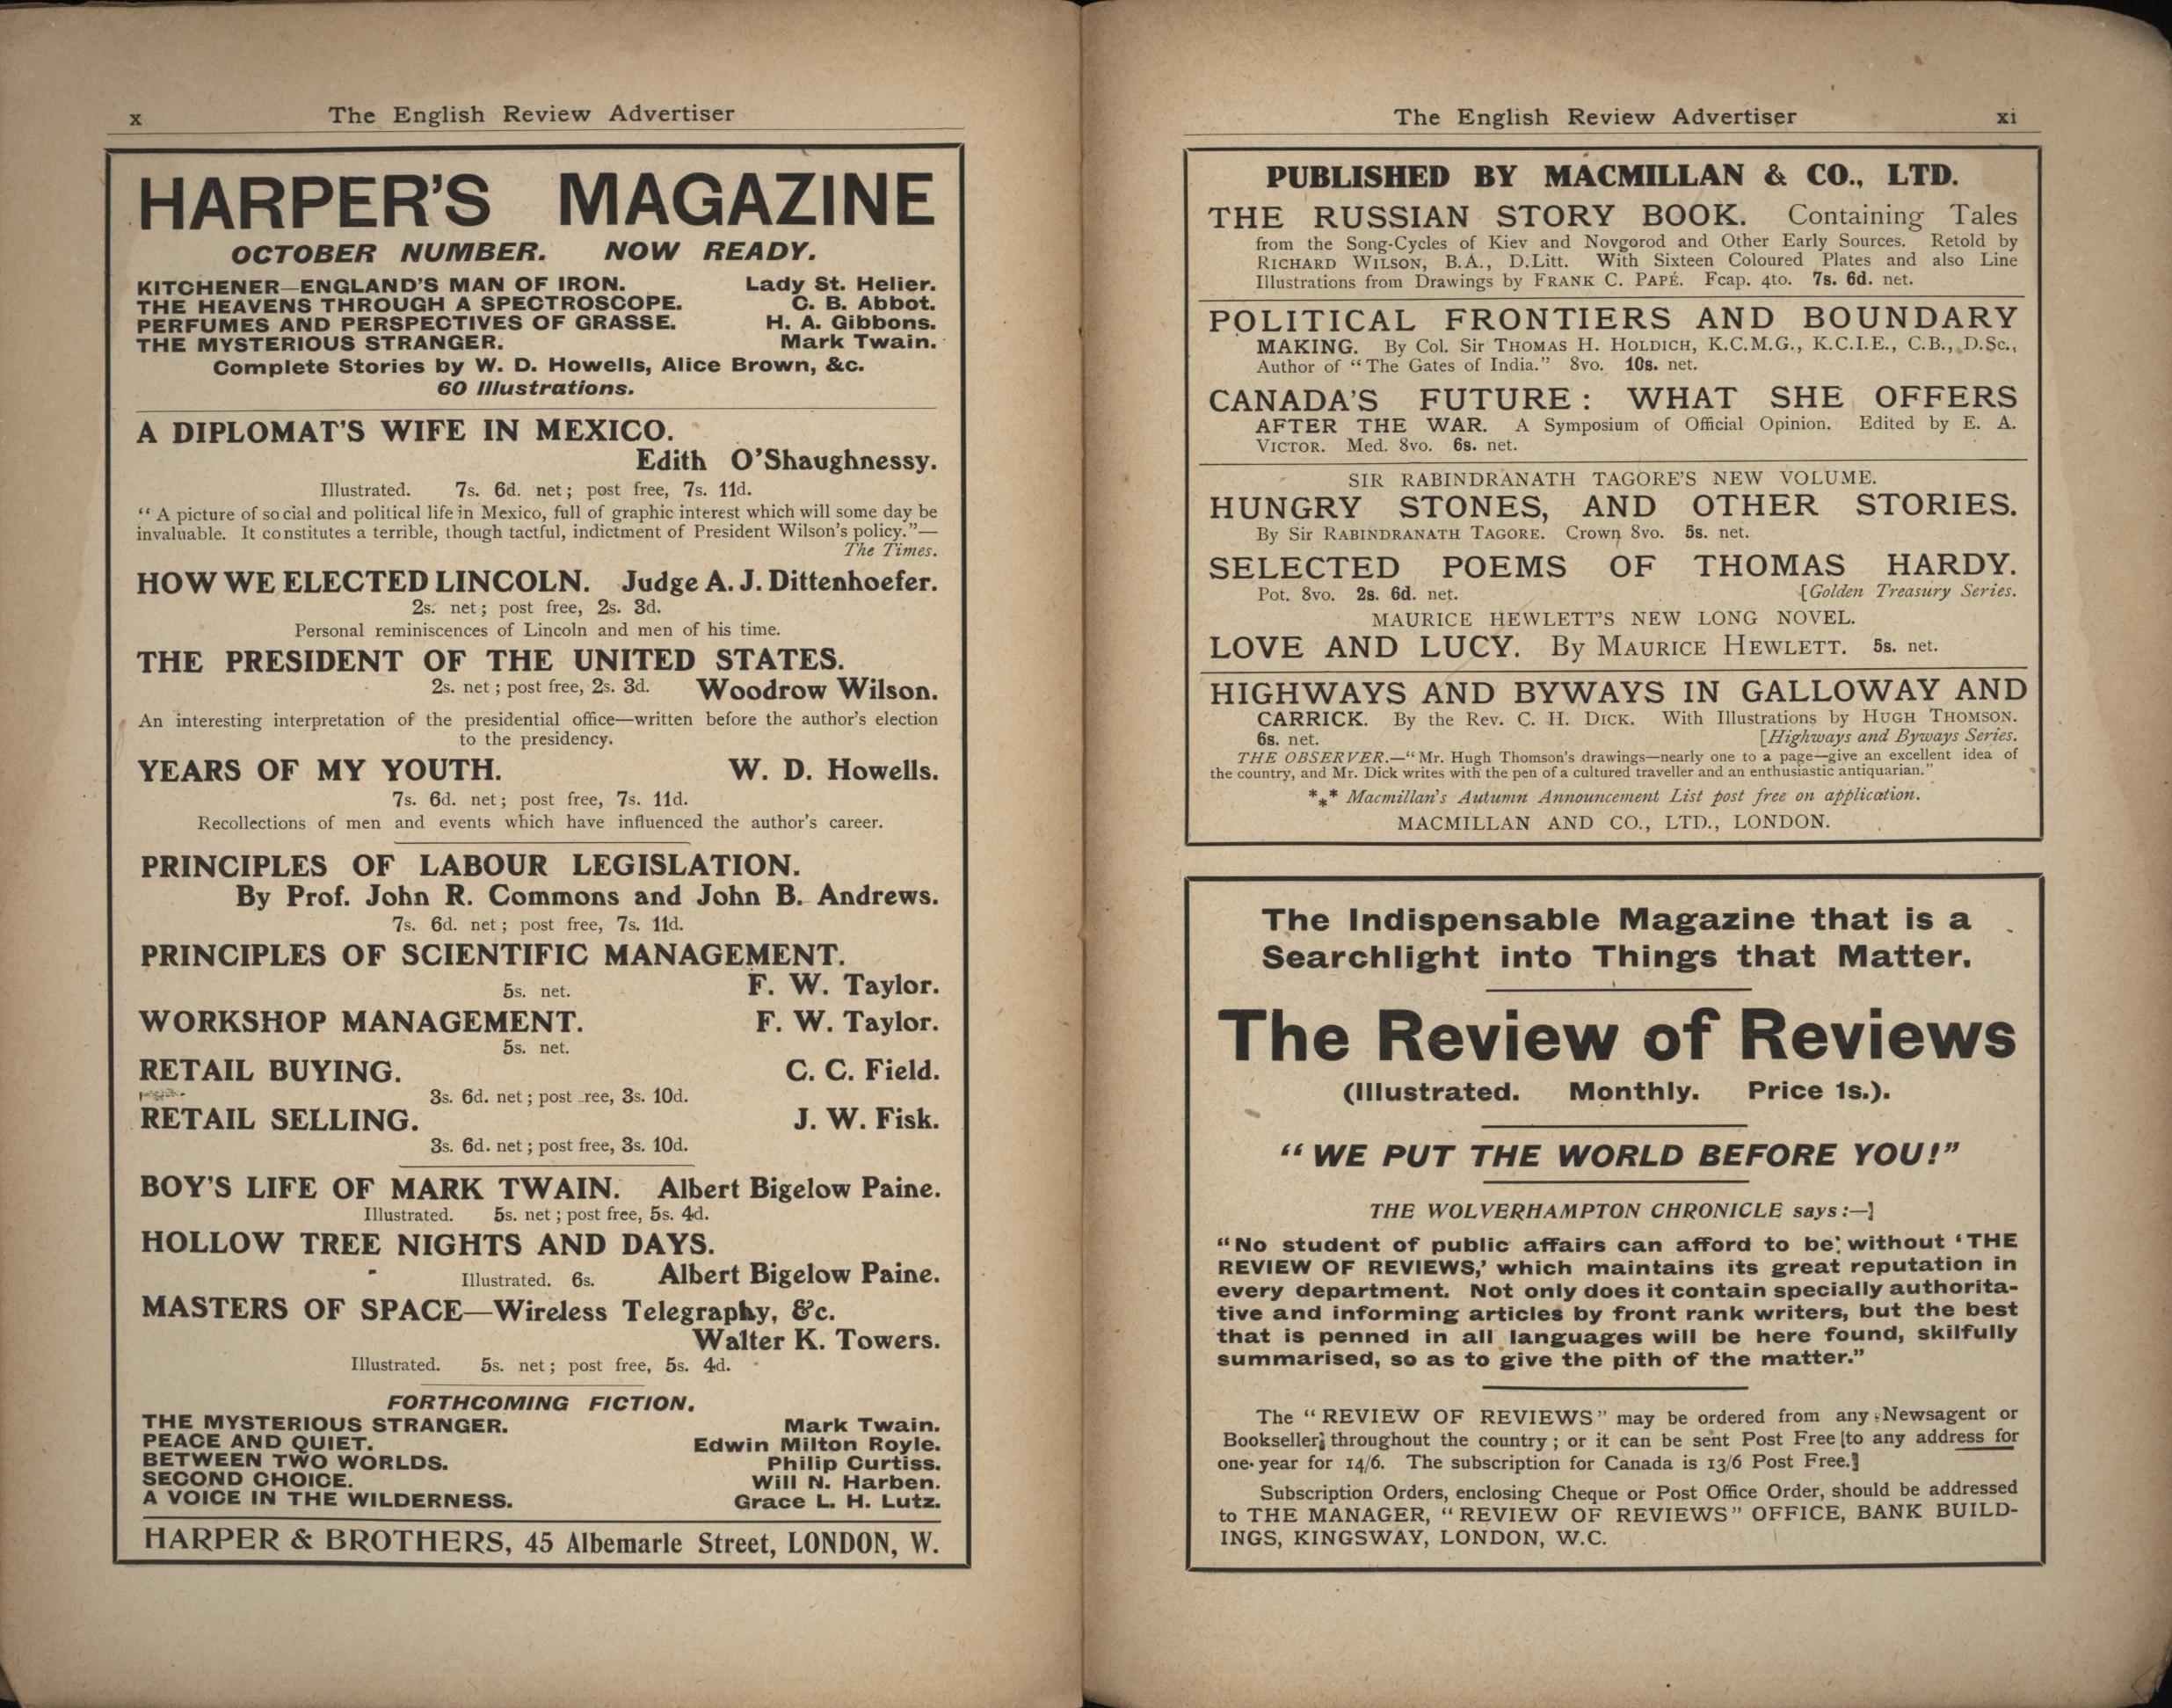 x The English Review Advertiser
HARPER'S MAGAZINE
OCTOBER NUMBER. NOW READY.
KITCHENER—ENGLAND'S MAN OF IRON. Lady St. Helier.
THE HEAVENS THROUGH A SPECTROSCOPE. C. B. Abbot.
PERFUMES AND PERSPECTIVES OF GRASSE. H. A. Gibbons.
THE MYSTERIOUS STRANGER. Mark Twain.
Complete Stories by W. D. Howells, Alice Brown, &c.
60 Illustrations.
A DIPLOMAT'S WIFE IN MEXICO.
Edith O'Shaughnessy.
Illustrated. 7s. 6d. net; post free, 7s. 11d.
"A picture of social and political life in Mexico, full of graphic interest which will some day be
invaluable. It constitutes a terrible, though tactful, indictment of President Wilson's policy."—
The Times.
HOW WE ELECTED LINCOLN. Judge A. J. Dittenhoefer.
2s. net; post free, 2s. 3d.
Personal reminiscences of Lincoln and men of his time.
THE PRESIDENT OF THE UNITED STATES.
2s. net; post free, 2s. 3d. Woodrow Wilson.
An interesting interpretation of the presidential office—written before the author's election
to the presidency.
YEARS OF MY YOUTH. W. D. Howells.
7s. 6d. net; post free, 7s. 11d.
Recollections of men and events which have influenced the author's career.
PRINCIPLES OF LABOUR LEGISLATION.
By Prof. John R. Commons and John B. Andrews.
7s. 6d. net; post free, 7s. 11d.
PRINCIPLES OF SCIENTIFIC MANAGEMENT.
5s. net. F. W. Taylor.
WORKSHOP MANAGEMENT. F. W. Taylor.
5s. net.
RETAIL BUYING. C. C. Field.
3s. 6d. net; post ree, 3s. 10d.
RETAIL SELLING. J. W. Fisk.
3s. 6d. net; post free, 3s. 10d.
BOY'S LIFE OF MARK TWAIN. Albert Bigelow Paine.
Illustrated. 5s. net; post free, 5s. 4d.
HOLLOW TREE NIGHTS AND DAYS.
Illustrated. 6s. Albert Bigelow Paine.
MASTERS OF SPACE—Wireless Telegraphy, &c.
Walter K. Towers.
Illustrated. 5s. net; post free, 5s. 4d.
FORTHCOMING FICTION.
THE MYSTERIOUS STRANGER. Mark Twain.
PEACE AND QUIET. Edwin Milton Royle.
BETWEEN TWO WORLDS. Philip Curtiss.
SECOND CHOICE. Will N. Harben.
A VOICE IN THE WILDERNESS. Grace L. H. Lutz.
HARPER & BROTHERS, 45 Albemarle Street, LONDON, W.
The English Review Advertiser xi
PUBLISHED BY MACMILLAN & CO., LTD.
THE RUSSIAN STORY BOOK. Containing Tales
from the Song-Cycles of Kiev and Novgorod and Other Early Sources. Retold by
RICHARD WILSON, B.A., D.Litt. With Sixteen Coloured Plates and also Line
Illustrations from Drawings by FRANK C. PAPÉ. Fcap. 4to. 7s. 6d. net.
POLITICAL FRONTIERS AND BOUNDARY
MAKING. By Col. Sir THOMAS H. HOLDICH, K.C.M.G., K.C.I.E., C.B., D.Sc.,
Author of "The Gates of India." 8vo. 10s. net.
CANADA'S FUTURE: WHAT SHE OFFERS
AFTER THE WAR. A Symposium of Official Opinion. Edited by E. A.
VICTOR. Med. 8vo. 6s. net.
SIR RABINDRANATH TAGORE'S NEW VOLUME.
HUNGRY STONES, AND OTHER STORIES.
By Sir RABINDRANATH TAGORE. Crown 8vo. 5s. net.
SELECTED POEMS OF THOMAS HARDY.
Pot. 8vo. 2s. 6d. net. [Golden Treasury Series.
MAURICE HEWLETT'S NEW LONG NOVEL.
LOVE AND LUCY. By MAURICE HEWLETT. 5s. net.
HIGHWAYS AND BYWAYS IN GALLOWAY AND
CARRICK. By the Rev. C. H. DICK. With Illustrations by HUGH THOMSON.
6s. net. [Highways and Byways Series.
THE OBSERVER.—"Mr. Hugh Thomson's drawings—nearly one to a page—give an excellent idea of
the country, and Mr. Dick writes with the pen of a cultured traveller and an enthusiastic antiquarian."
*** Macmillan's Autumn Announcement List post free on application.
MACMILLAN AND CO., LTD., LONDON.
The Indispensable Magazine that is a
Searchlight into Things that Matter.
The Review of Reviews
(Illustrated. Monthly. Price 1s.).
"WE PUT THE WORLD BEFORE YOU!"
THE WOLVERHAMPTON CHRONICLE says:—]
"No student of public affairs can afford to be without 'THE
REVIEW OF REVIEWS,' which maintains its great reputation in
every department. Not only does it contain specially authorita-
tive and informing articles by front rank writers, but the best
that is penned in all languages will be here found, skilfully
summarised, so as to give the pith of the matter."
The "REVIEW OF REVIEWS" may be ordered from any Newsagent or
Bookseller throughout the country; or it can be sent Post Free [to any address for
one year for 14/6. The subscription for Canada is 13/6 Post Free.]
Subscription Orders, enclosing Cheque or Post Office Order, should be addressed
to THE MANAGER, "REVIEW OF REVIEWS" OFFICE, BANK BUILD-
INGS, KINGSWAY, LONDON, W.C.